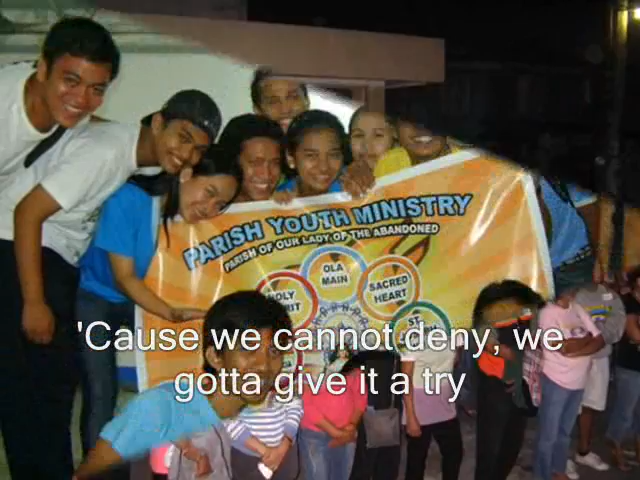 PARISH YOUTH MINISTRY
PARISH OF OUR LADY OF THE ABANDONED
OLA
MAIN
SACRED
HEART
HOLY
ST.
'Cause we cannot deny, we
gotta give it a try